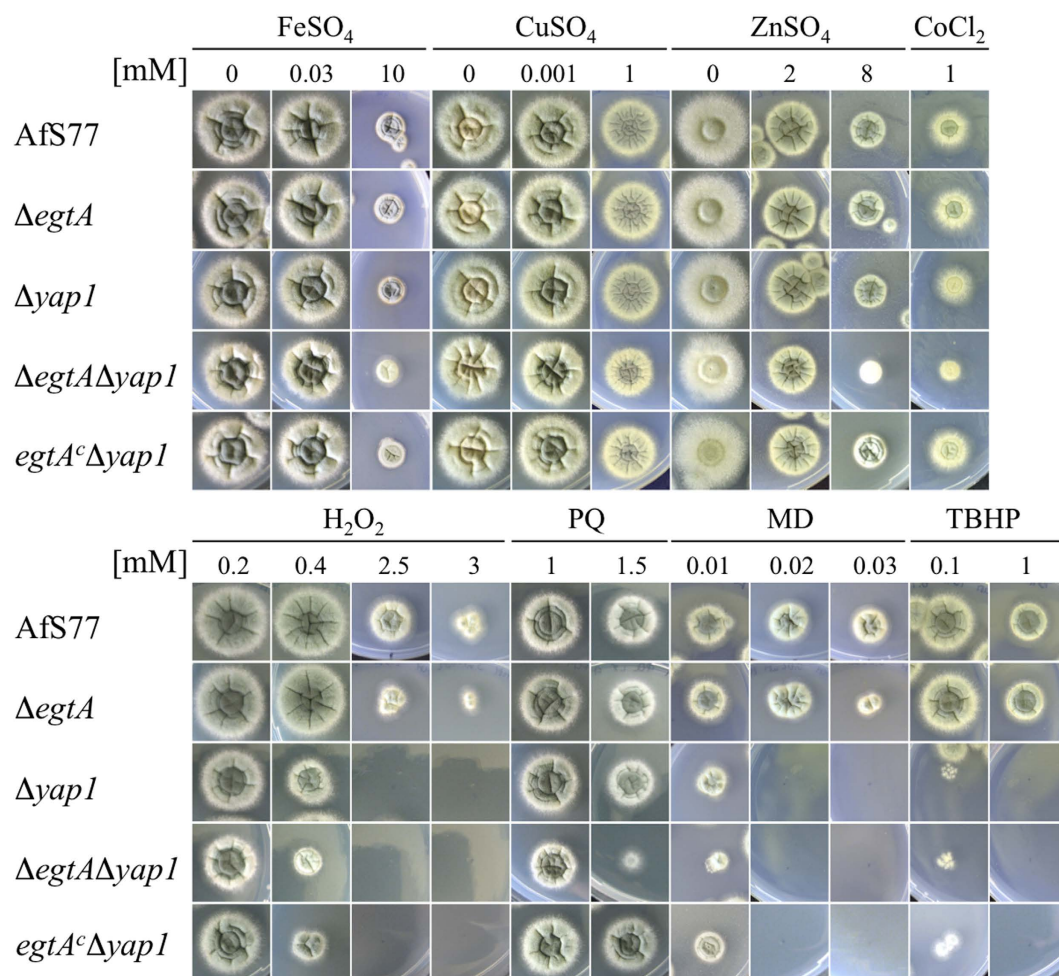 FeSO₄ CuSO₄ ZnSO₄ CoCl₂
[mM] 0 0.03 10 0 0.001 1 0 2 8 1
AfS77
ΔegtA
Δyap1
ΔegtAΔyap1
egtAᶜΔyap1
H₂O₂ PQ MD TBHP
[mM] 0.2 0.4 2.5 3 1 1.5 0.01 0.02 0.03 0.1 1
AfS77
ΔegtA
Δyap1
ΔegtAΔyap1
egtAᶜΔyap1